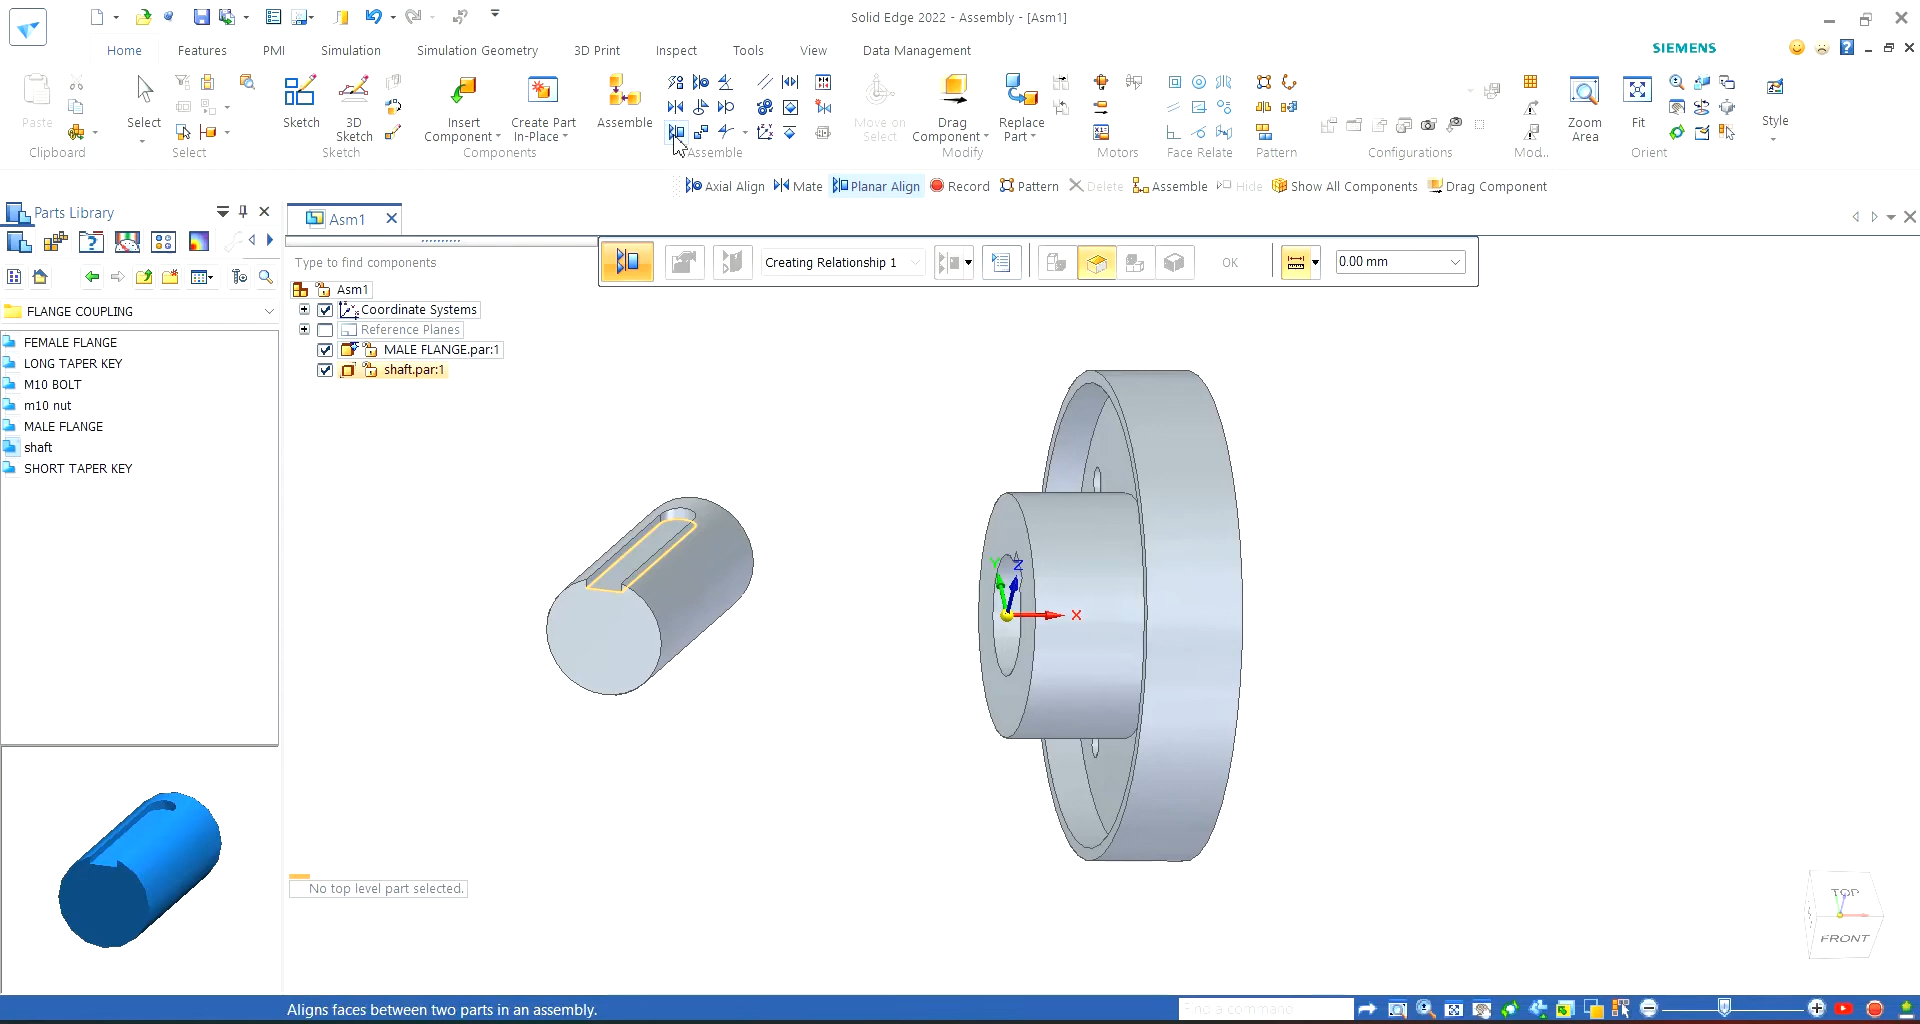 Solid Edge 2022 - Assembly - [Asm1]
Home Features PMI Simulation Simulation Geometry 3D Print Inspect Tools View Data Management SIEMENS
Paste
Clipboard
Select
Select
Sketch
3D Sketch
Sketch
Insert Component
Create Part In-Place
Components
Assemble
Assemble
Move on Select
Drag Component
Replace Part
Modify
Motors
Face Relate
Pattern
Configurations
Mod...
Zoom Area
Fit
Orient
Style
Axial Align Mate Planar Align Record Pattern Delete Assemble Hide Show All Components Drag Component
Parts Library
FLANGE COUPLING
FEMALE FLANGE
LONG TAPER KEY
M10 BOLT
m10 nut
MALE FLANGE
shaft
SHORT TAPER KEY
Asm1
Type to find components
Creating Relationship 1 OK 0.00 mm
Asm1
Coordinate Systems
Reference Planes
MALE FLANGE.par:1
shaft.par:1
Y Z
X
No top level part selected.
TOP
FRONT
Aligns faces between two parts in an assembly.
Find a command